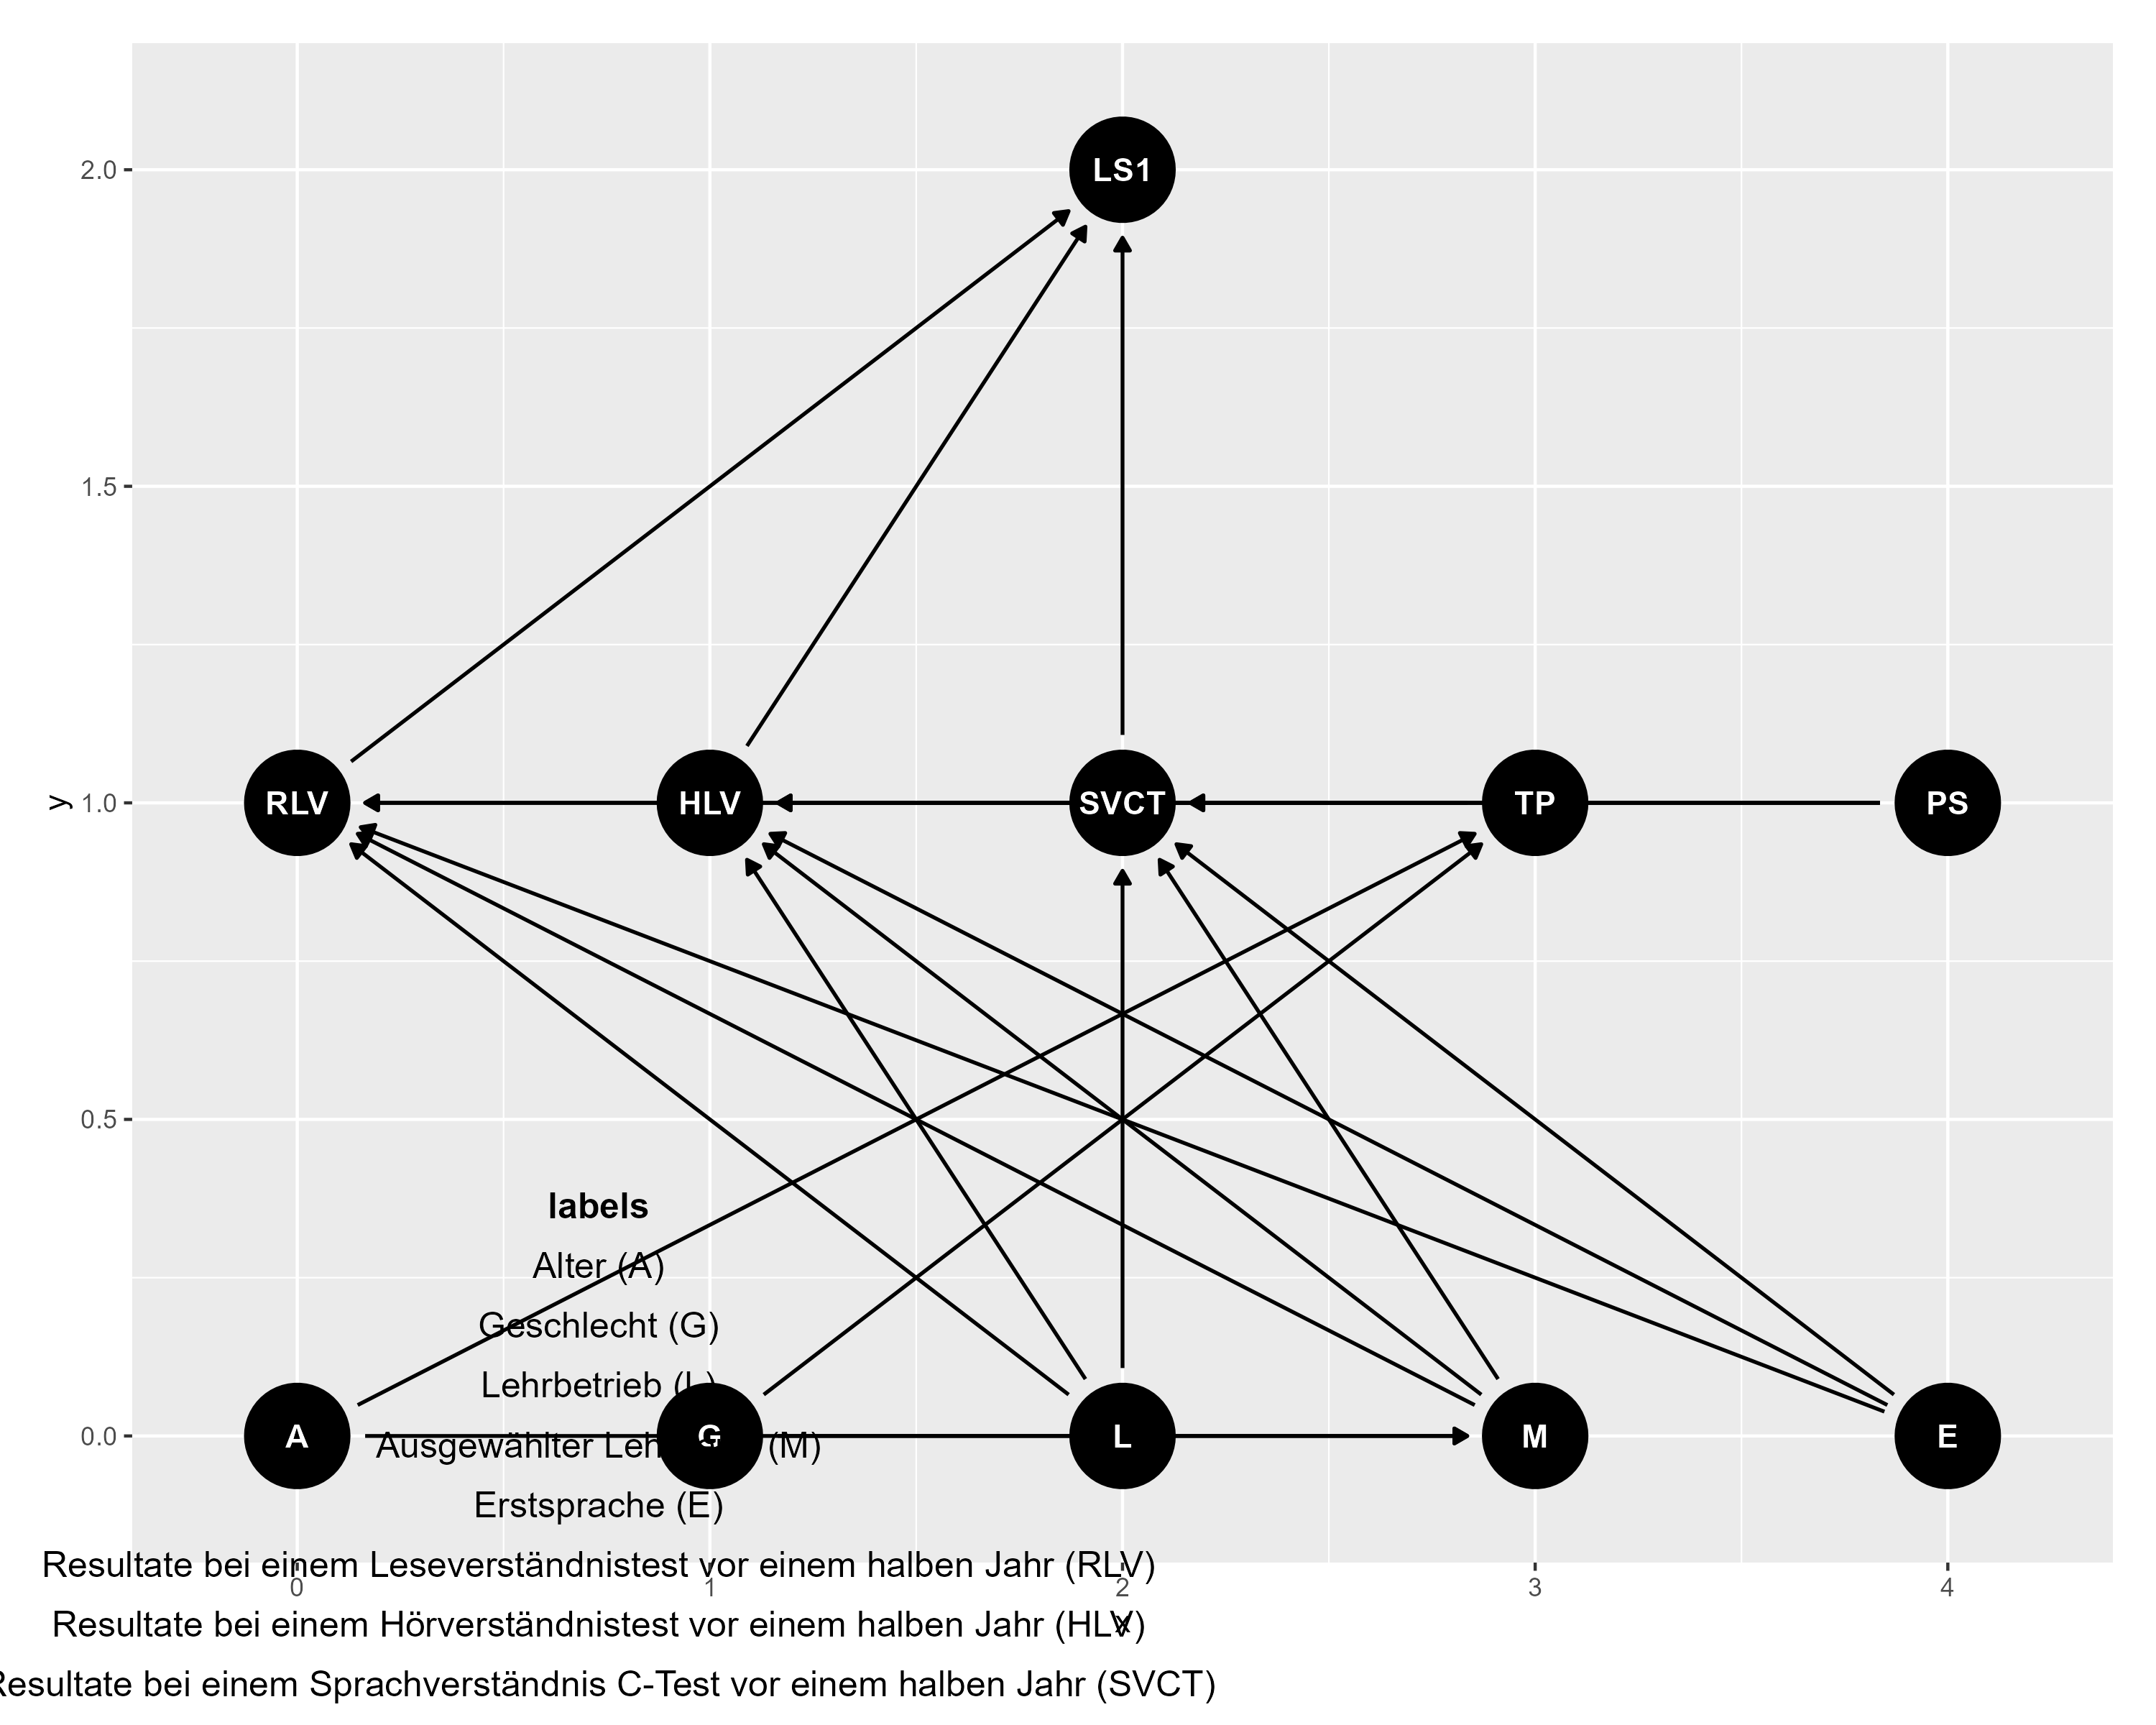 2.0
LS1
1.5
y
1.0
RLV
HLV
SVCT
TP
PS
0.5
labels
Alter (A)
Geschlecht (G)
Lehrbetrieb (L)
0.0
A
G
L
M
E
Ausgewählter (M)
Erstsprache (E)
Resultate bei einem Leseverständnistest vor einem halben Jahr (RLV)
0
1
2
3
4
Resultate bei einem Hörverständnistest vor einem halben Jahr (HLV)
x
Resultate bei einem Sprachverständnis C-Test vor einem halben Jahr (SVCT)